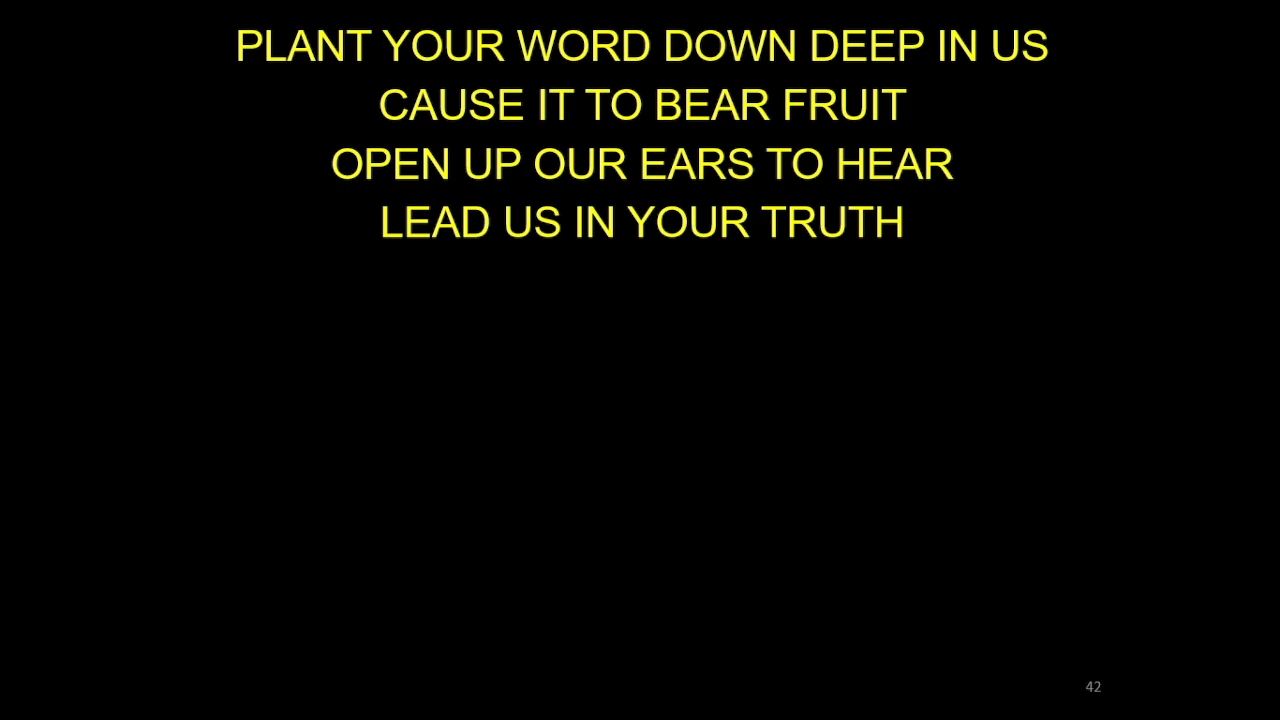 PLANT YOUR WORD DOWN DEEP IN US
CAUSE IT TO BEAR FRUIT
OPEN UP OUR EARS TO HEAR
LEAD US IN YOUR TRUTH
42